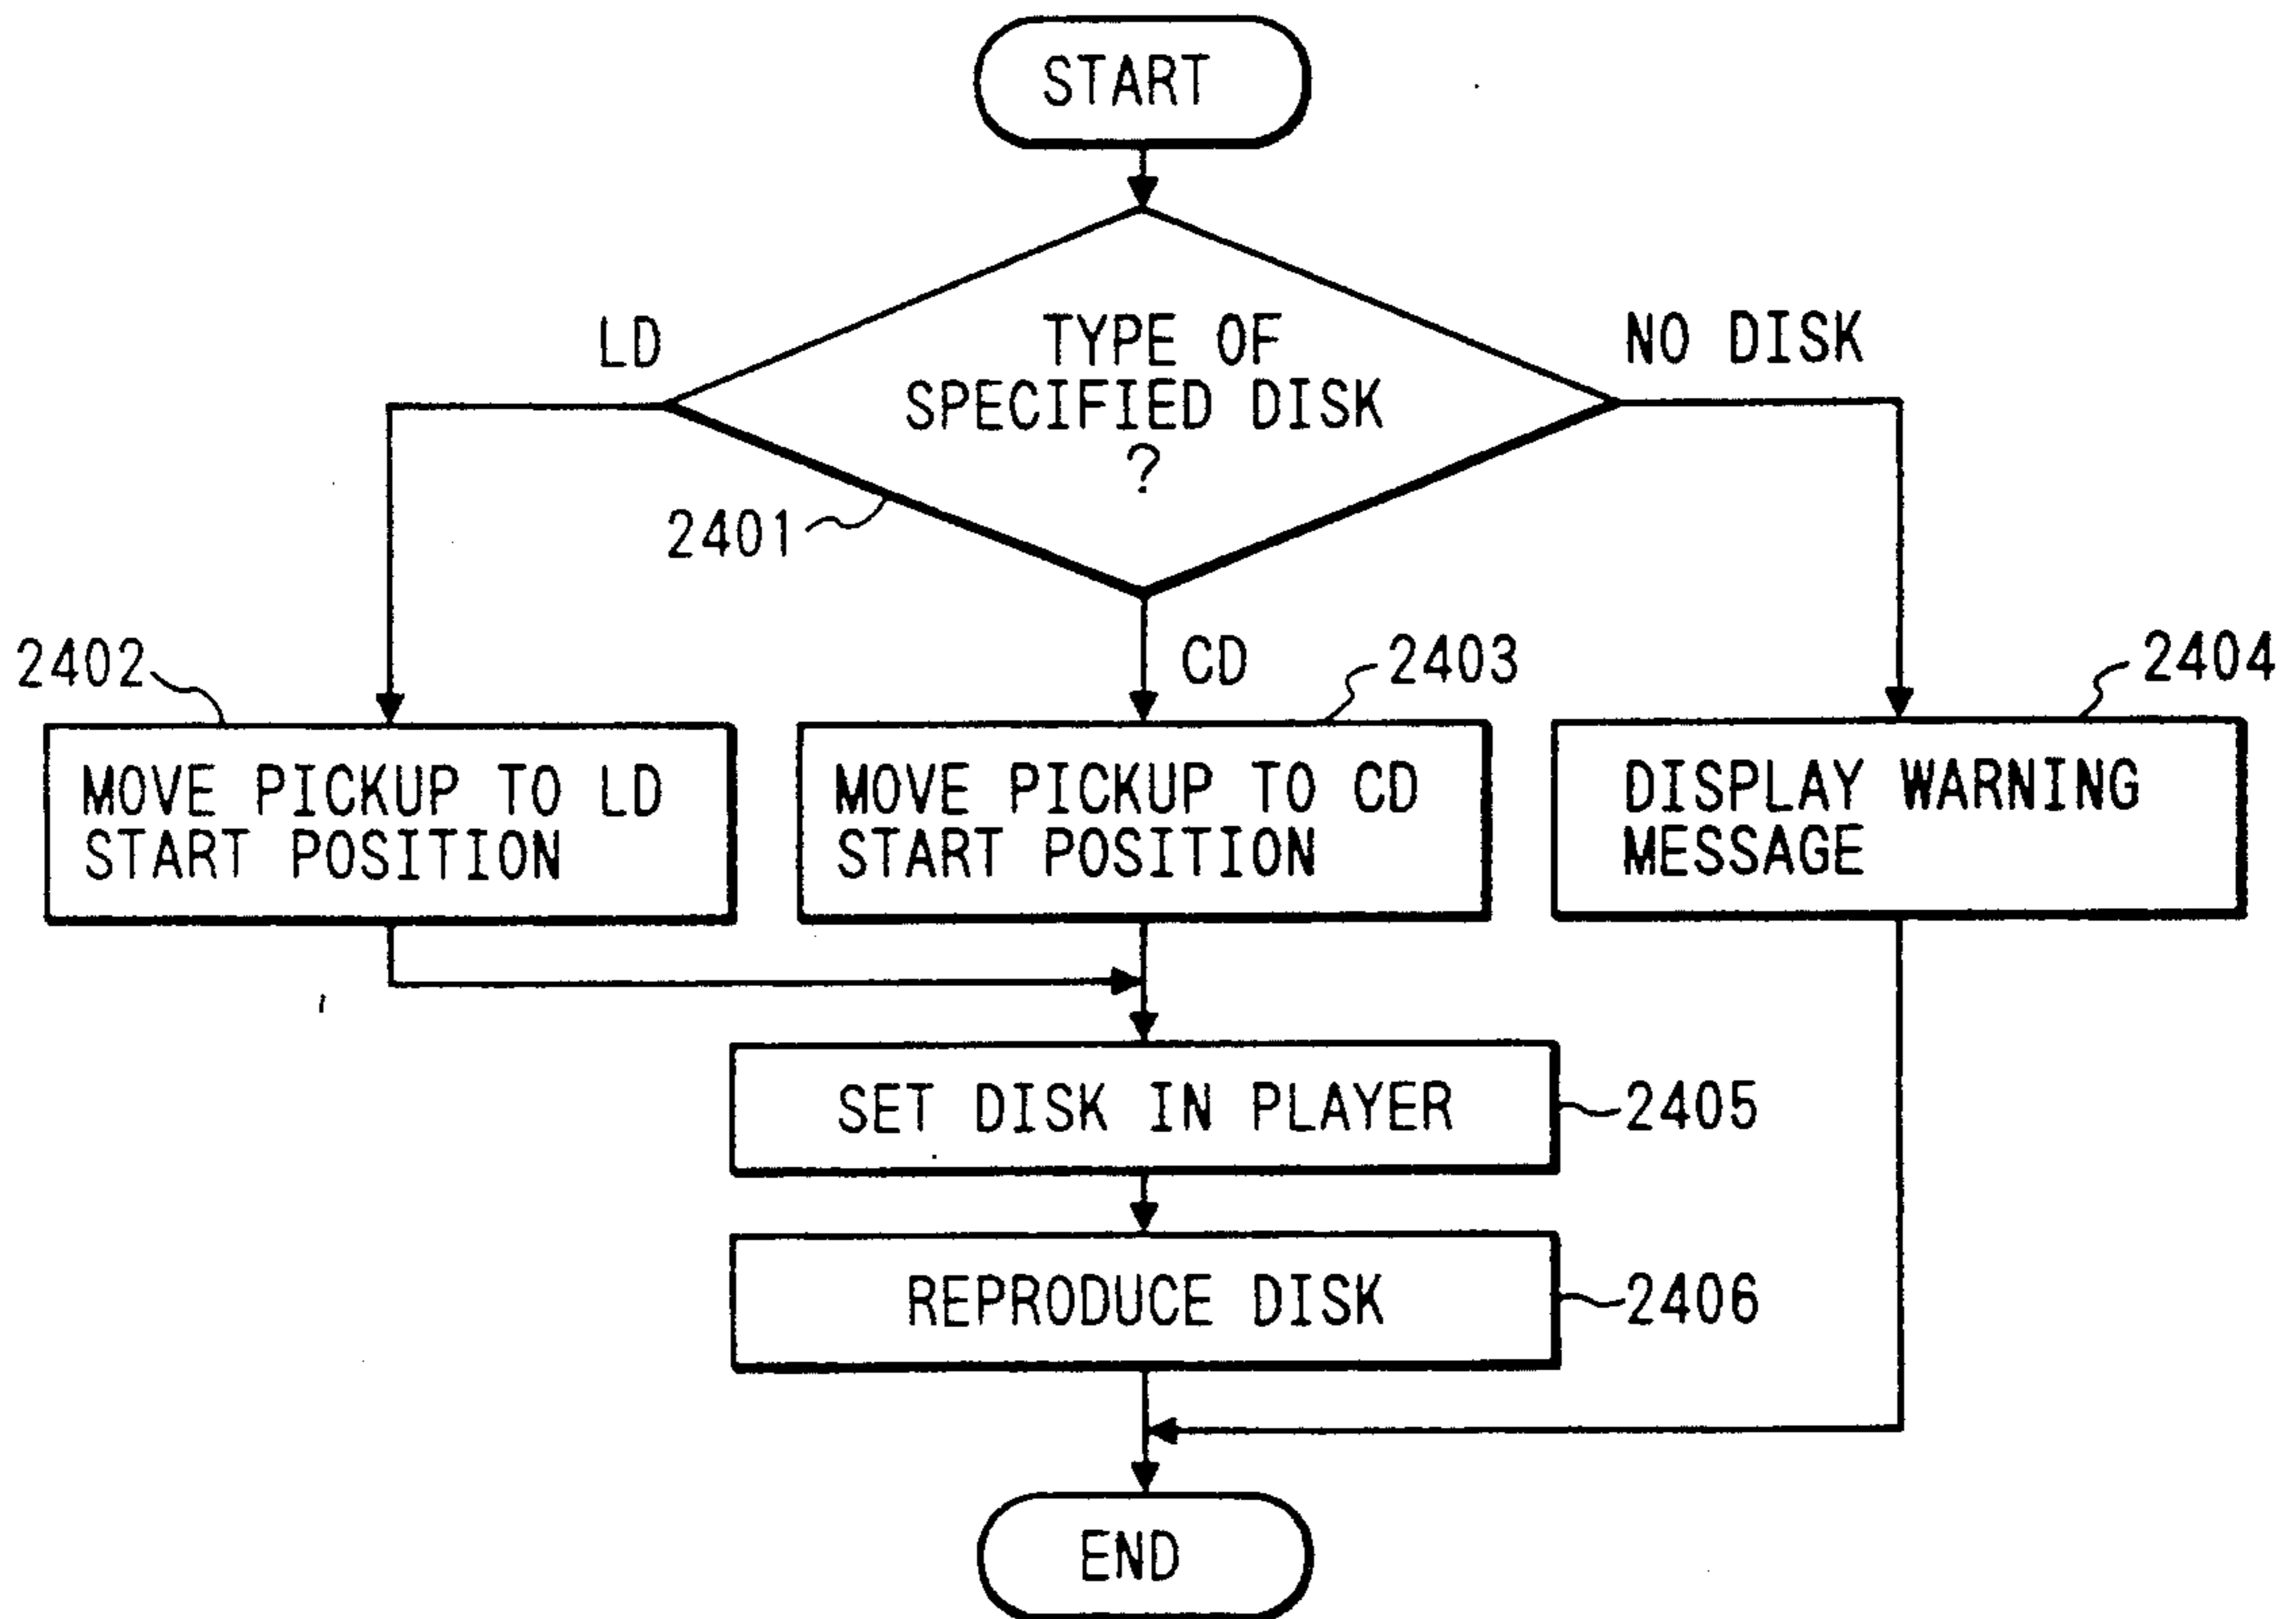 START
TYPE OF
SPECIFIED DISK
?
LD
NO DISK
2401
CD
2402
2403
2404
MOVE PICKUP TO LD
START POSITION
MOVE PICKUP TO CD
START POSITION
DISPLAY WARNING
MESSAGE
SET DISK IN PLAYER
2405
REPRODUCE DISK
2406
END